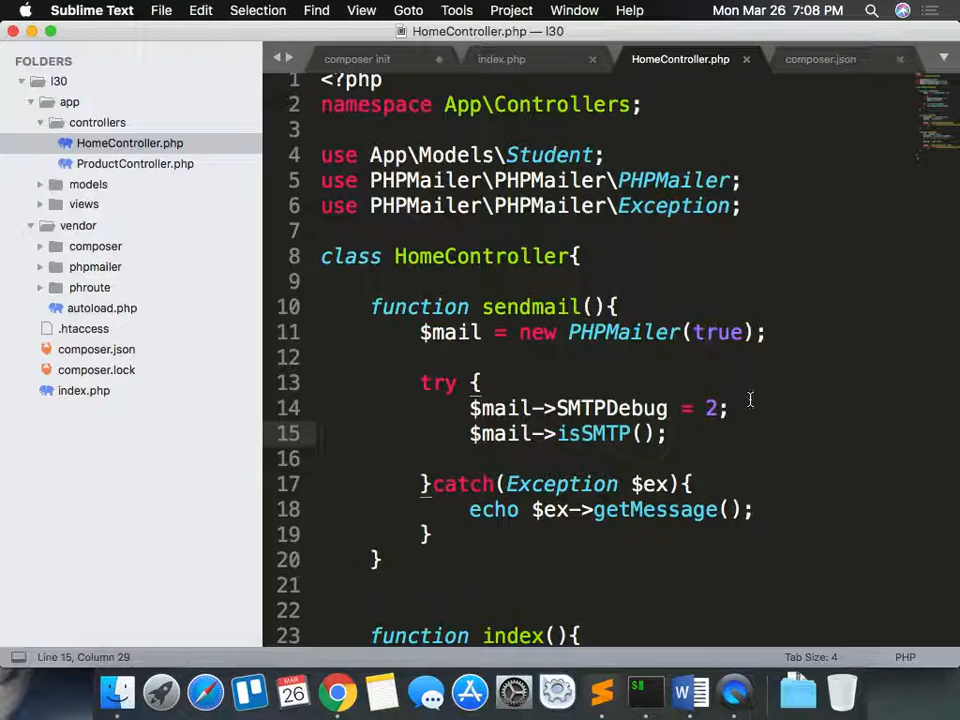 Sublime Text File Edit Selection Find View Goto Tools Project Window Help Mon Mar 26 7:08 PM
HomeController.php — l30
FOLDERS
l30
app
controllers
HomeController.php
ProductController.php
models
views
vendor
composer
phpmailer
phroute
autoload.php
.htaccess
composer.json
composer.lock
index.php
composer init index.php HomeController.php composer.json
1 <?php
2 namespace App\Controllers;
3
4 use App\Models\Student;
5 use PHPMailer\PHPMailer\PHPMailer;
6 use PHPMailer\PHPMailer\Exception;
7
8 class HomeController{
9
10 function sendmail(){
11 $mail = new PHPMailer(true);
12
13 try {
14 $mail->SMTPDebug = 2;
15 $mail->isSMTP();
16
17 }catch(Exception $ex){
18 echo $ex->getMessage();
19 }
20 }
21
22
23 function index(){
Line 15, Column 29 Tab Size: 4 PHP
MAR
26